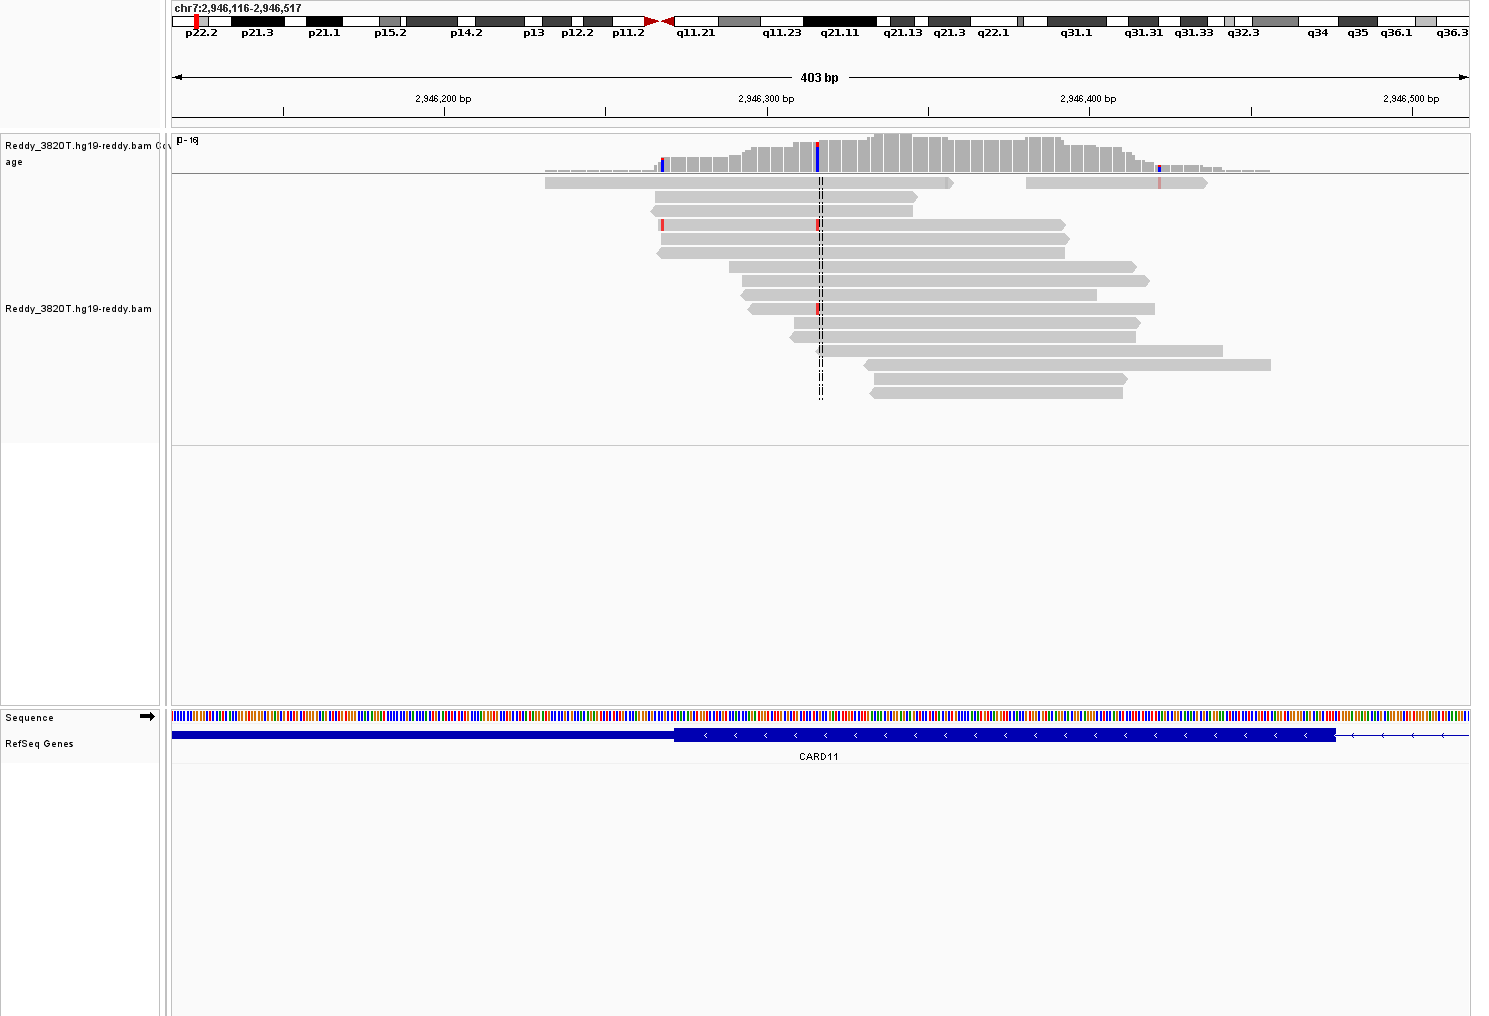 chr7:2,946,116-2,946,517
p22.2 p21.3 p21.1 p15.2 p14.2 p13 p12.2 p11.2 q11.21 q11.23 q21.11 q21.13 q21.3 q22.1 q31.1 q31.31 q31.33 q32.3 q34 q35 q36.1 q36.3
403 bp
2,946,200 bp 2,946,300 bp 2,946,400 bp 2,946,500 bp
Reddy_3820T.hg19-reddy.bam Cov
age
[0 - 16]
Reddy_3820T.hg19-reddy.bam
Sequence
RefSeq Genes
CARD11